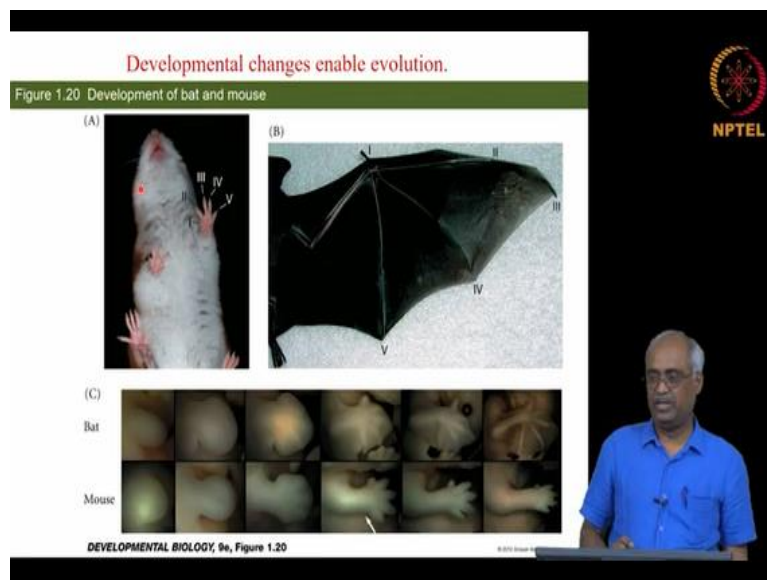 Developmental changes enable evolution.
Figure 1.20 Development of bat and mouse
NPTEL
(A)
(B)
III
IV
II
V
I
II
III
IV
V
(C)
Bat
Mouse
DEVELOPMENTAL BIOLOGY, 9e, Figure 1.20